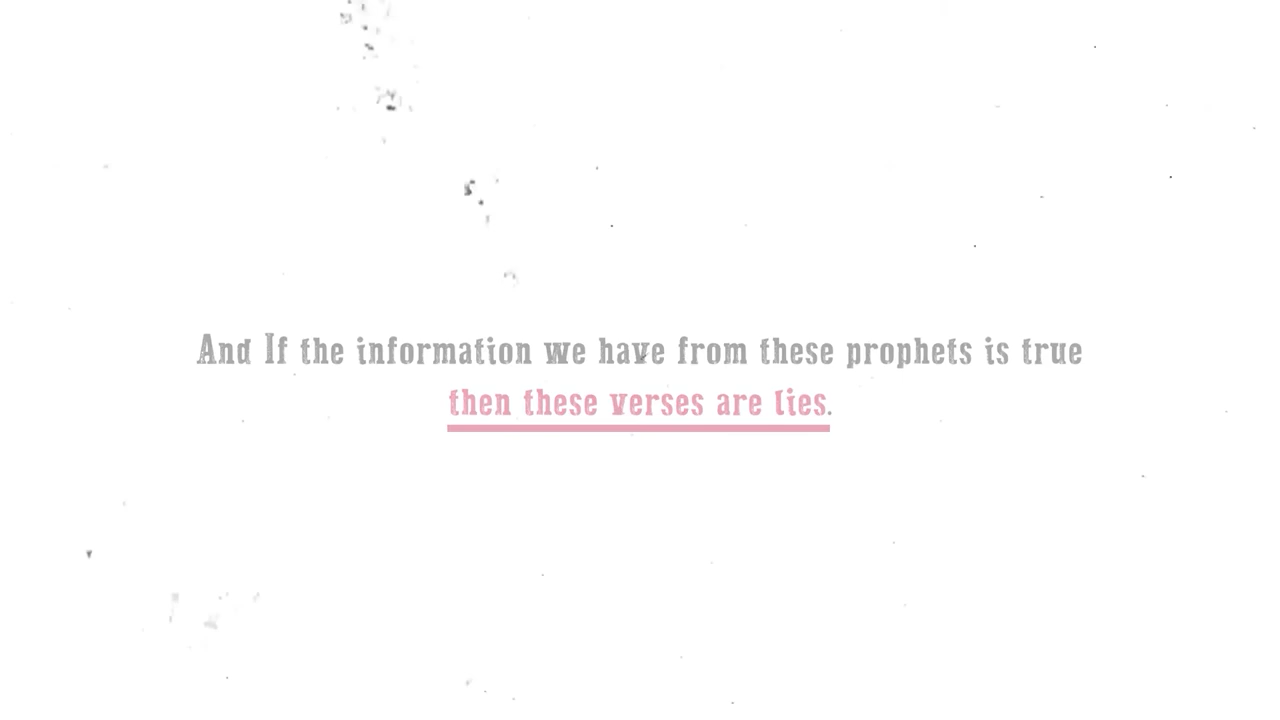 And If the information we have from these prophets is true
then these verses are lies.